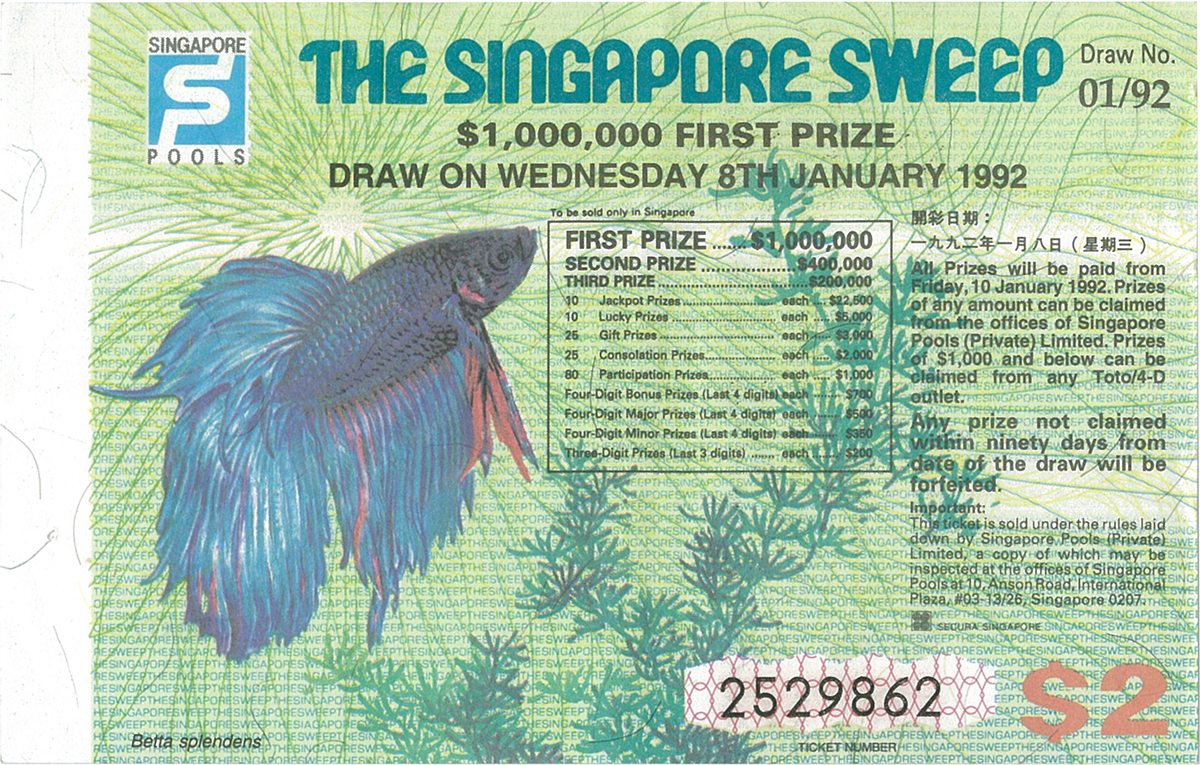 SINGAPORE
POOLS
THE SINGAPORE SWEEP
Draw No.
01/92
$1,000,000 FIRST PRIZE
DRAW ON WEDNESDAY 8TH JANUARY 1992
To be sold only in Singapore
FIRST PRIZE ...... $1,000,000
SECOND PRIZE .................. $400,000
THIRD PRIZE ........................ $200,000
10 Jackpot Prizes ........................ each .... $22,500
10 Lucky Prizes ........................ each .... $5,000
25 Gift Prizes ........................ each .... $3,000
25 Consolation Prizes ........................ each .... $2,000
80 Participation Prizes ........................ each .... $1,000
Four-Digit Bonus Prizes (Last 4 digits) each ...... $700
Four-Digit Major Prizes (Last 4 digits) each ...... $500
Four-Digit Minor Prizes (Last 4 digits) each ...... $350
Three-Digit Prizes (Last 3 digits) ...... each ...... $200
開彩日期：
一九九二年一月八日（星期三）
All Prizes will be paid from
Friday, 10 January 1992. Prizes
of any amount can be claimed
from the offices of Singapore
Pools (Private) Limited. Prizes
of $1,000 and below can be
claimed from any Toto/4-D
outlet.
Any prize not claimed
within ninety days from
date of the draw will be
forfeited.
Important:
This ticket is sold under the rules laid
down by Singapore Pools (Private)
Limited, a copy of which may be
inspected at the offices of Singapore
Pools at 10, Anson Road, International
Plaza, #03-13/26, Singapore 0207.
SECURA SINGAPORE
2529862
$2
Betta splendens
TICKET NUMBER